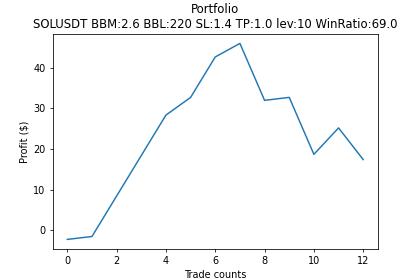 Portfolio
SOLUSDT BBM:2.6 BBL:220 SL:1.4 TP:1.0 lev:10 WinRatio:69.0
Profit ($)
40
30
20
10
0
0 2 4 6 8 10 12
Trade counts